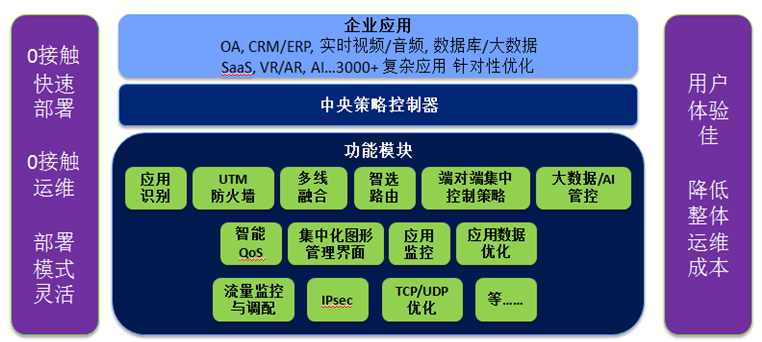 0接触
快速
部署
0接触
运维
部署
模式
灵活
企业应用
OA, CRM/ERP, 实时视频/音频, 数据库/大数据
SaaS, VR/AR, AI…3000+ 复杂应用 针对性优化
中央策略控制器
功能模块
应用
识别
UTM
防火墙
多线
融合
智选
路由
端对端集中
控制策略
大数据/AI
管控
智能
QoS
集中化图形
管理界面
应用
监控
应用数据
优化
流量监控
与调配
IPsec
TCP/UDP
优化
等……
用户
体验
佳
降低
整体
运维
成本